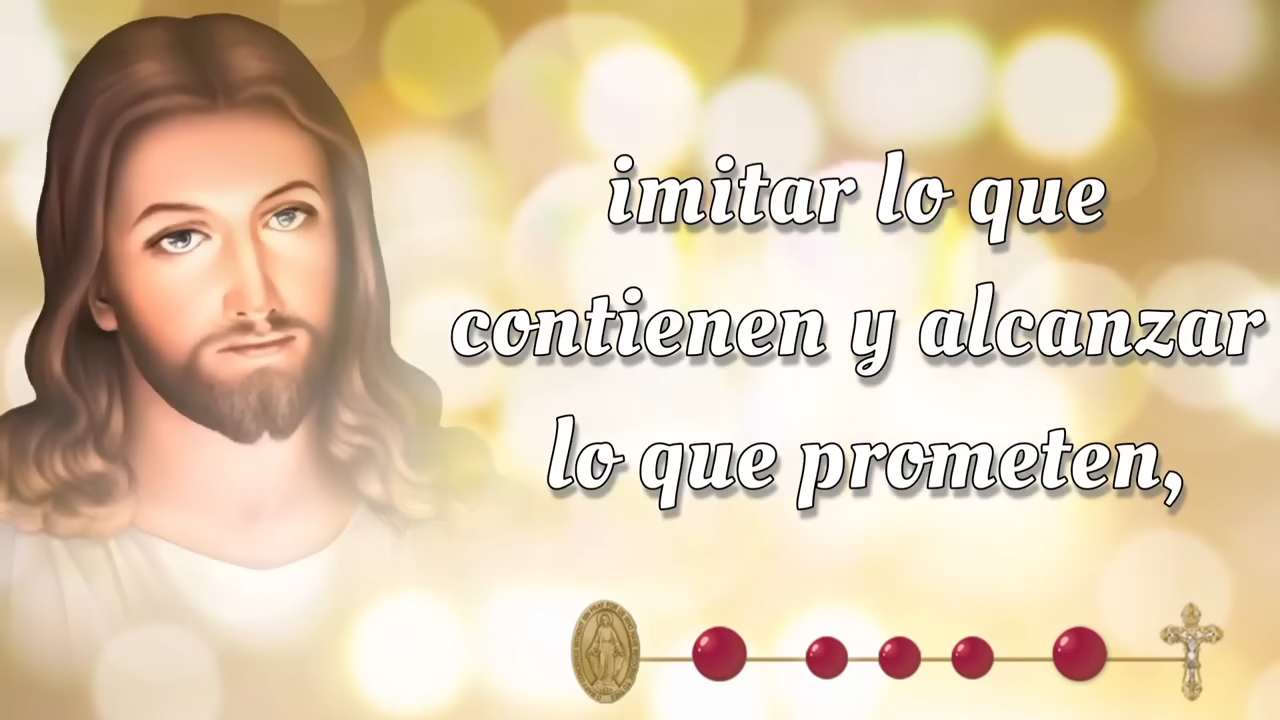 imitar lo que
contienen y alcanzar
lo que prometen,